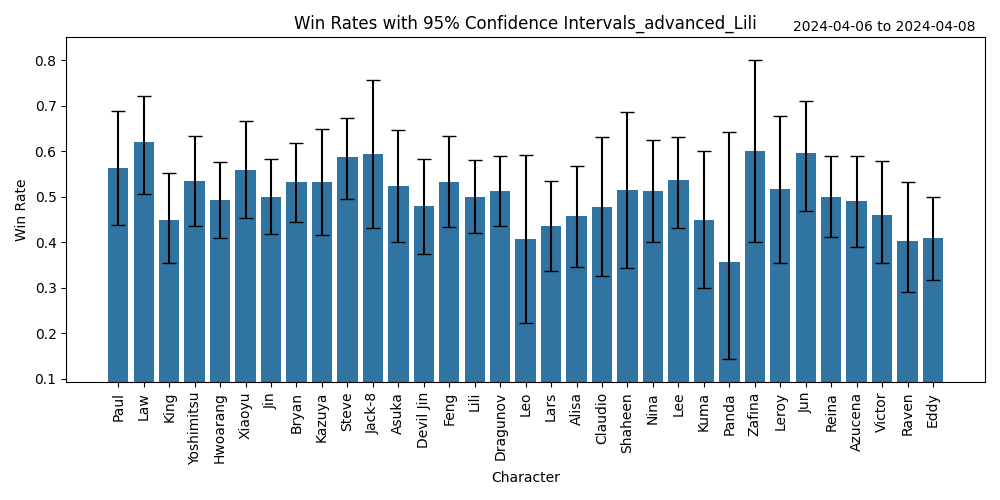 Win Rates with 95% Confidence Intervals_advanced_Lili
2024-04-06 to 2024-04-08
Win Rate
0.8
0.7
0.6
0.5
0.4
0.3
0.2
0.1
Paul
Law
King
Yoshimitsu
Hwoarang
Xiaoyu
Jin
Bryan
Kazuya
Steve
Jack-8
Asuka
Devil Jin
Feng
Lili
Dragunov
Leo
Lars
Alisa
Claudio
Shaheen
Nina
Lee
Kuma
Panda
Zafina
Leroy
Jun
Reina
Azucena
Victor
Raven
Eddy
Character